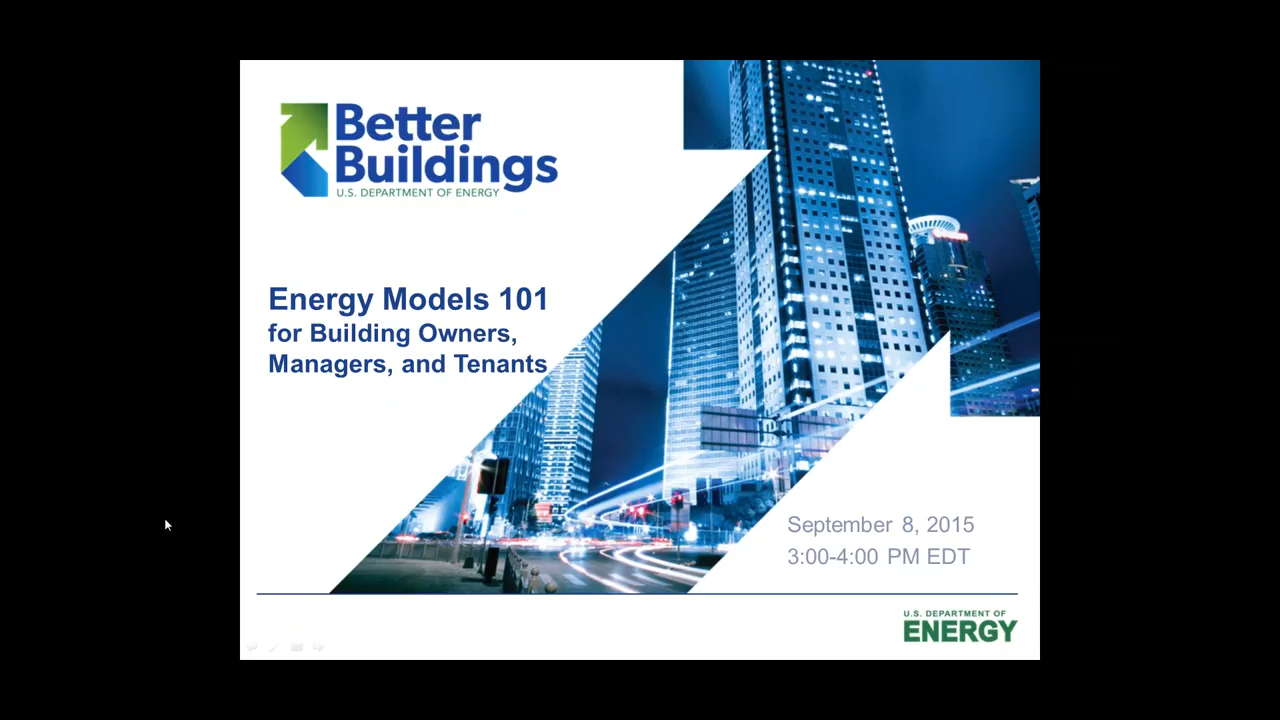 Better
Buildings
U.S. DEPARTMENT OF ENERGY
Energy Models 101
for Building Owners,
Managers, and Tenants
September 8, 2015
3:00-4:00 PM EDT
U.S. DEPARTMENT OF
ENERGY